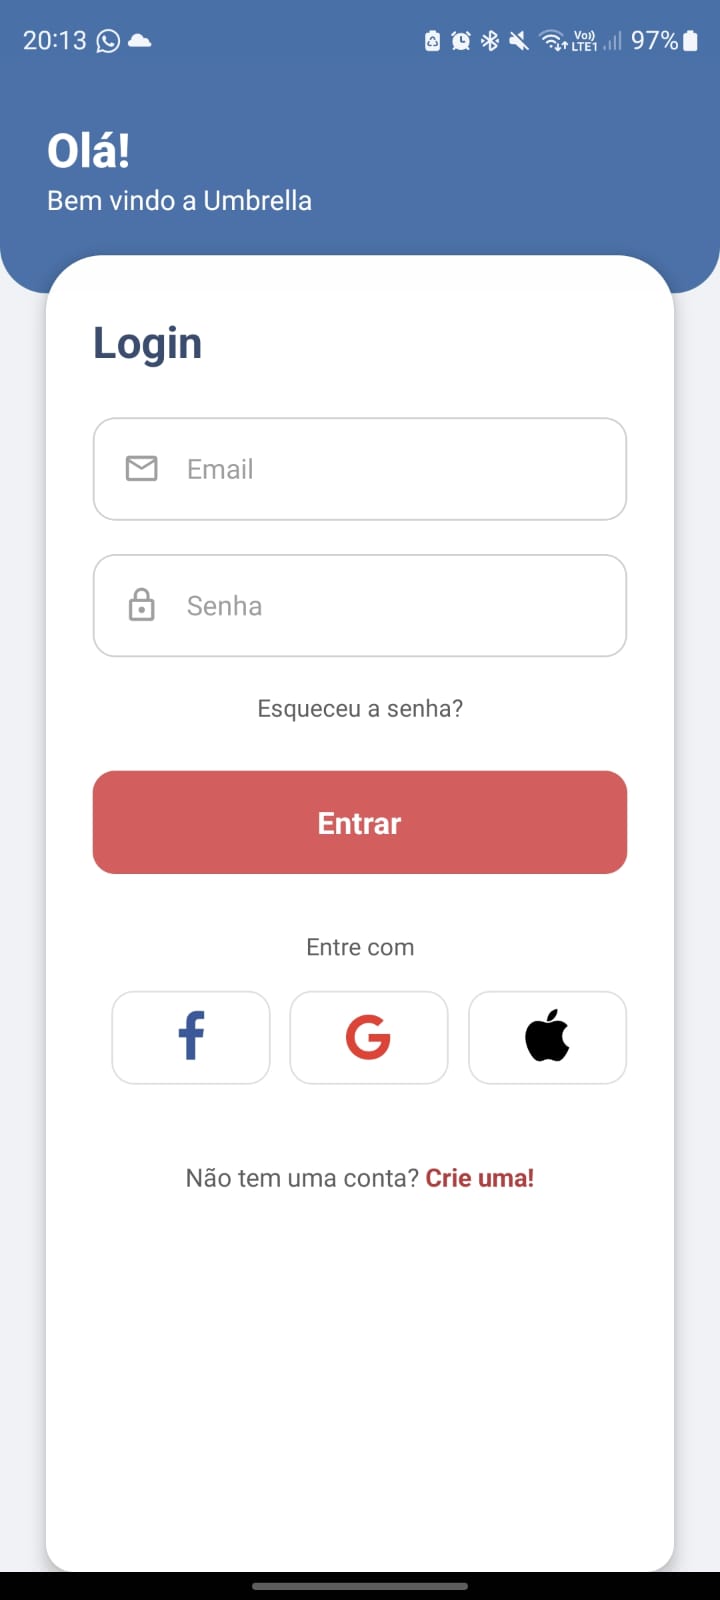 20:13
Vo)) LTE1 97%
Olá!
Bem vindo a Umbrella
Login
Email
Senha
Esqueceu a senha?
Entrar
Entre com
f G
Não tem uma conta? Crie uma!